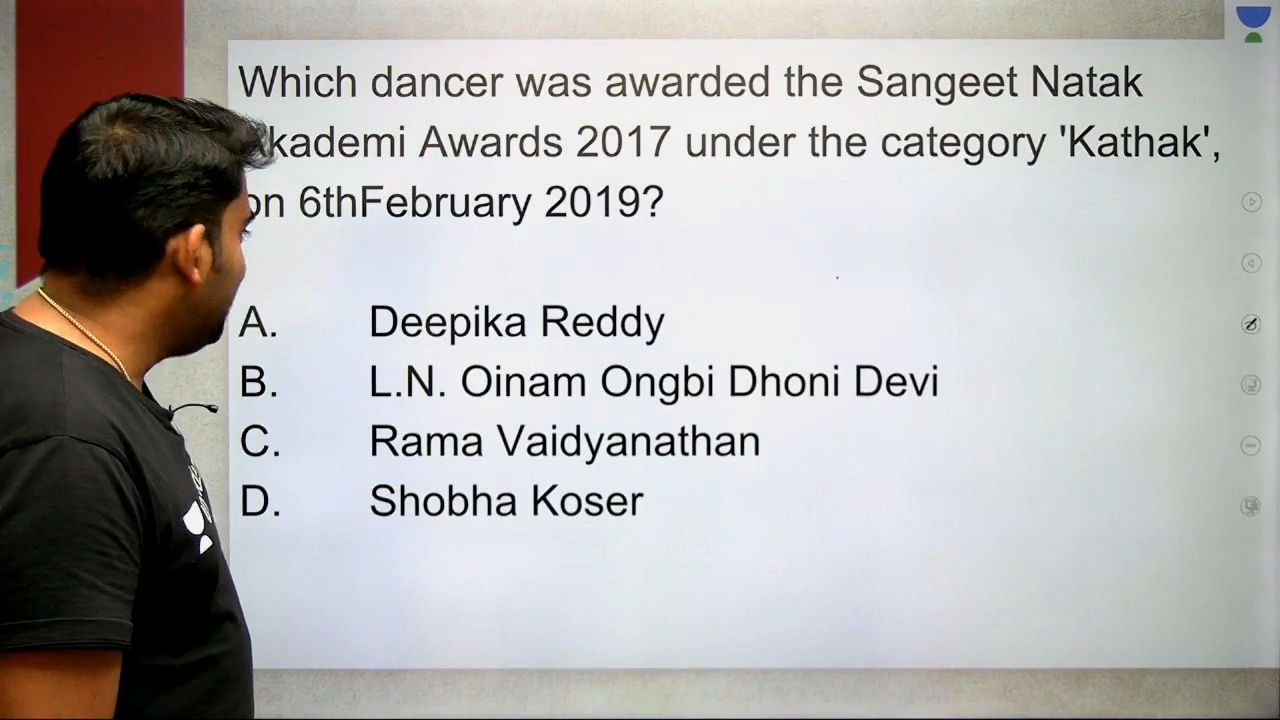 Which dancer was awarded the Sangeet Natak
kademi Awards 2017 under the category 'Kathak',
on 6thFebruary 2019?
A. Deepika Reddy
B. L.N. Oinam Ongbi Dhoni Devi
C. Rama Vaidyanathan
D. Shobha Koser